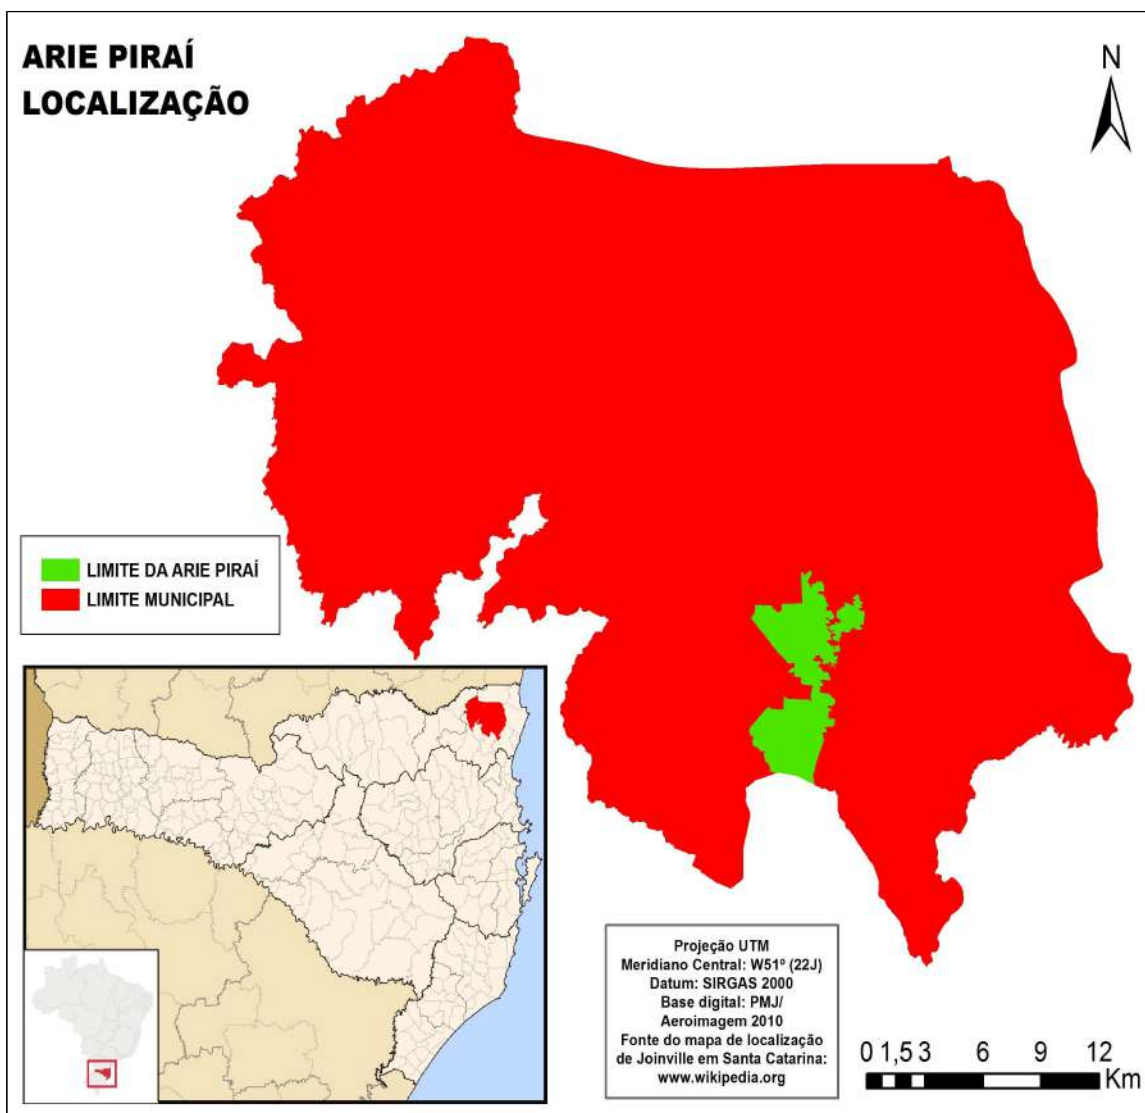 ARIE PIRAÍ
LOCALIZAÇÃO
N
LIMITE DA ARIE PIRAÍ
LIMITE MUNICIPAL
Projeção UTM
Meridiano Central: W51º (22J)
Datum: SIRGAS 2000
Base digital: PMJ/
Aeroimagem 2010
Fonte do mapa de localização
de Joinville em Santa Catarina:
www.wikipedia.org
0 1,5 3 6 9 12
Km